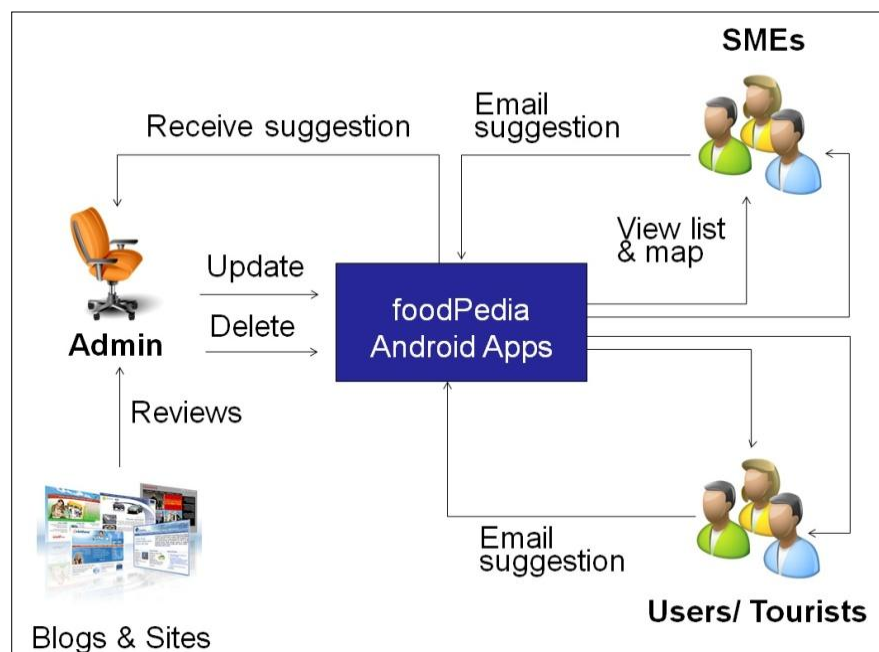 SMEs
Email
suggestion
Receive suggestion
View list
& map
Update
foodPedia
Android Apps
Delete
Admin
Reviews
Email
suggestion
Users/ Tourists
Blogs & Sites